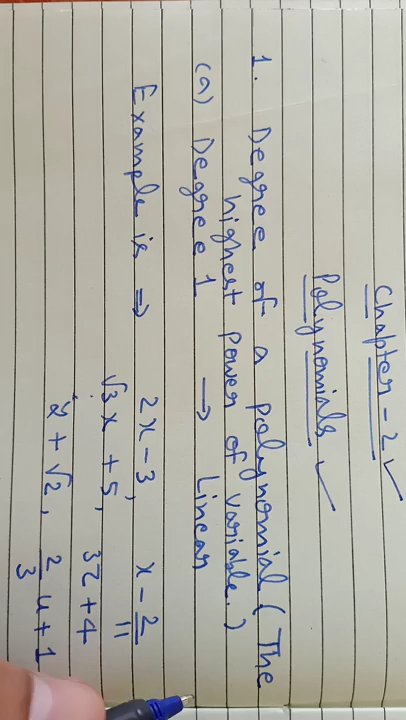 Chapter - 2
Polynomials
1. Degree of a polynomial (The
highest power of variable.)
(a) Degree 1 → Linear
Example is ⇒ 2x - 3, x - 2/11
√3x + 5, 3z + 4
y + √2, 2/3 u + 1